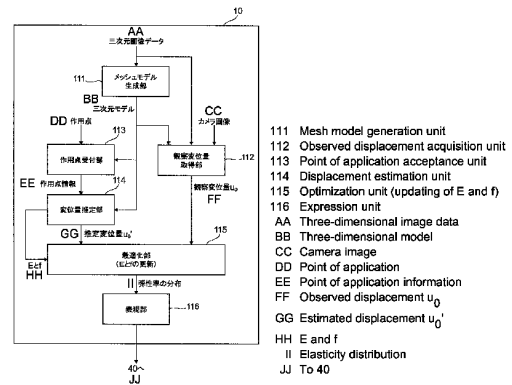 10
AA
三次元画像データ
111
メッシュモデル
生成部
BB
三次元モデル
CC
カメラ画像
DD 作用点
113
作用点受付部
観察変位量
取得部
112
EE 作用点情報
114
観察変位量u₀
FF
変位量推定部
GG 推定変位量u₀'
115
Eとf
HH
最適化部
(Eとfの更新)
II 弾性率の分布
116
表現部
40へ
JJ
111 Mesh model generation unit
112 Observed displacement acquisition unit
113 Point of application acceptance unit
114 Displacement estimation unit
115 Optimization unit (updating of E and f)
116 Expression unit
AA Three-dimensional image data
BB Three-dimensional model
CC Camera image
DD Point of application
EE Point of application information
FF Observed displacement u₀
GG Estimated displacement u₀'
HH E and f
II Elasticity distribution
JJ To 40